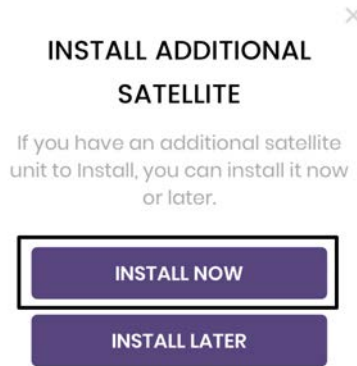 INSTALL ADDITIONAL
SATELLITE
If you have an additional satellite
unit to Install, you can install it now
or later.
INSTALL NOW
INSTALL LATER